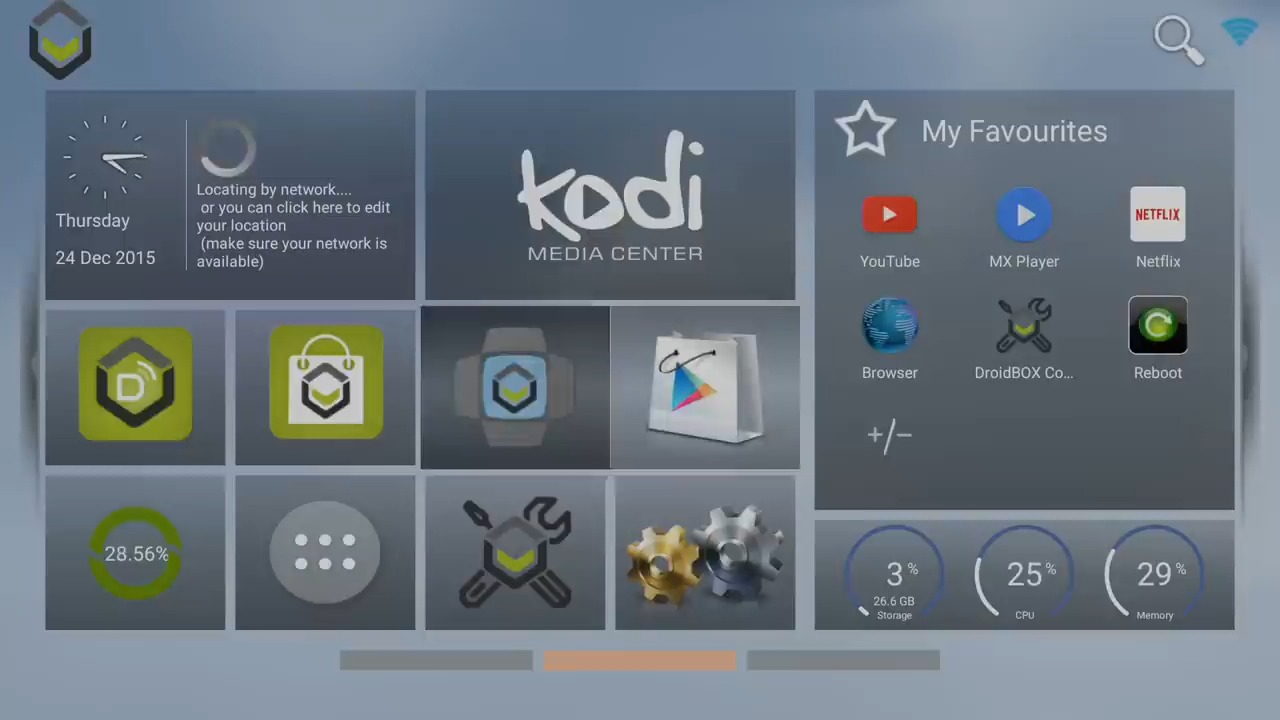 Locating by network....
or you can click here to edit
your location
(make sure your network is
available)
Thursday
24 Dec 2015
kodi
MEDIA CENTER
My Favourites
YouTube
MX Player
NETFLIX
Netflix
Browser
DroidBOX Co...
Reboot
+/−
D
28.56%
3%
26.6 GB
Storage
25%
CPU
29%
Memory